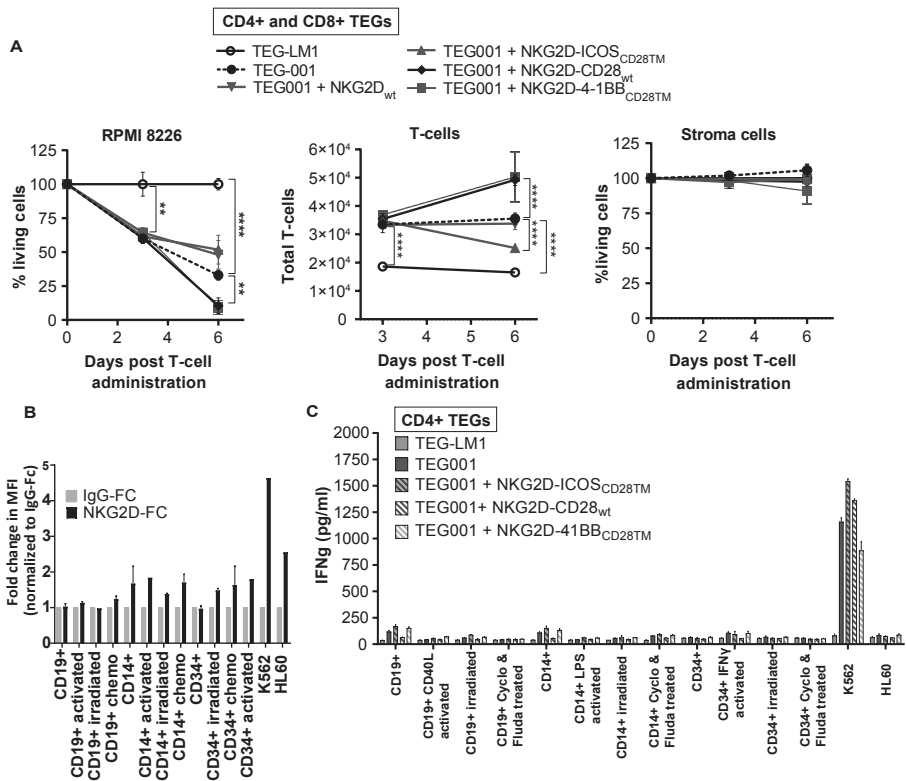 CD4+ and CD8+ TEGs
A
TEG-LM1
TEG-001
TEG001 + NKG2Dwt
TEG001 + NKG2D-ICOSCD28TM
TEG001 + NKG2D-CD28wt
TEG001 + NKG2D-4-1BBCD28TM
RPMI 8226
% living cells
125
100
75
50
25
0
**
****
**
0 2 4 6
Days post T-cell
administration
T-cells
Total T-cells
6×10⁴
5×10⁴
4×10⁴
3×10⁴
2×10⁴
1×10⁴
0
****
****
****
****
3 4 5 6
Days post T-cell
administration
Stroma cells
%living cells
125
100
75
50
25
0
0 2 4 6
Days post T-cell
administration
B
Fold change in MFI
(normalized to IgG-Fc)
5
4
3
2
1
0
IgG-FC
NKG2D-FC
CD19+
CD19+ activated
CD19+ irradiated
CD19+ chemo
CD14+
CD14+ activated
CD14+ irradiated
CD14+ chemo
CD34+
CD34+ irradiated
CD34+ chemo
CD34+ activated
K562
HL60
C
CD4+ TEGs
TEG-LM1
TEG001
TEG001 + NKG2D-ICOSCD28TM
TEG001+ NKG2D-CD28wt
TEG001 + NKG2D-41BBCD28TM
IFNg (pg/ml)
2000
1750
1500
1250
1000
750
500
250
0
CD19+
CD19+ CD40L
activated
CD19+ irradiated
CD19+ Cyclo &
Fluda treated
CD14+
CD14+ LPS
activated
CD14+ irradiated
CD14+ Cyclo &
Fluda treated
CD34+
CD34+ IFNγ
activated
CD34+ irradiated
CD34+ Cyclo &
Fluda treated
K562
HL60